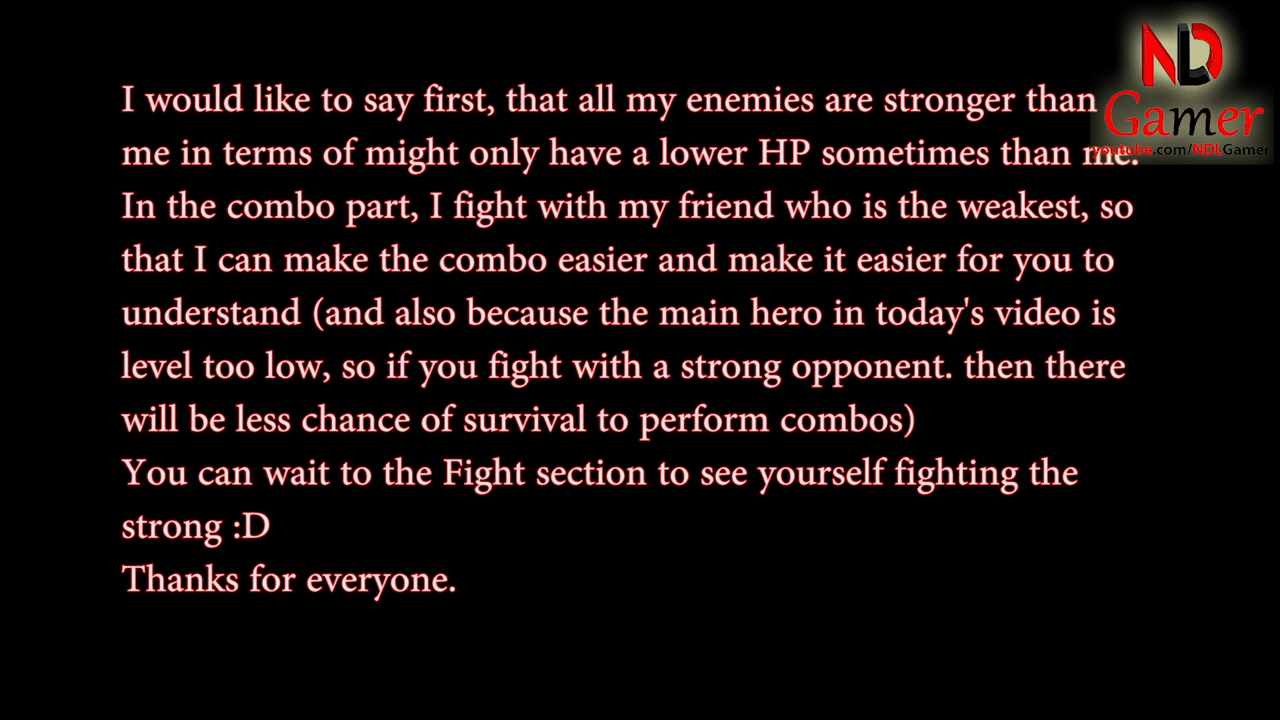 I would like to say first, that all my enemies are stronger than
me in terms of might only have a lower HP sometimes than me.
In the combo part, I fight with my friend who is the weakest, so
that I can make the combo easier and make it easier for you to
understand (and also because the main hero in today's video is
level too low, so if you fight with a strong opponent. then there
will be less chance of survival to perform combos)
You can wait to the Fight section to see yourself fighting the
strong :D
Thanks for everyone.
NLD
Gamer
youtube.com/NDLGamer